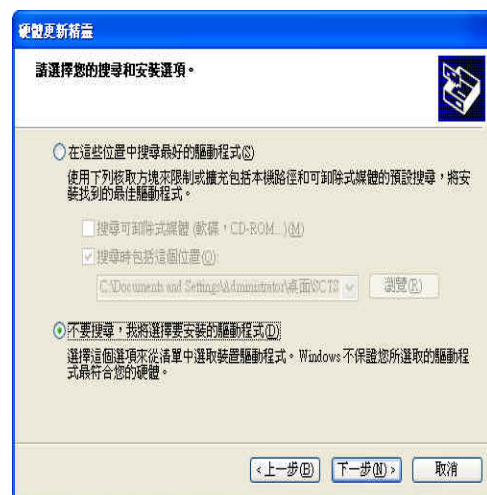 硬體更新精靈
請選擇您的搜尋和安裝選項。
在這些位置中搜尋最好的驅動程式(S)
使用下列核取方塊來限制或擴充包括本機路徑和可卸除式媒體的預設搜尋，將安
裝找到的最佳驅動程式。
搜尋可卸除式媒體 (軟碟，CD-ROM...)(M)
搜尋時包括這個位置(O):
C:\Documents and Settings\Administrator\桌面\SCTS
瀏覽(R)
不要搜尋，我將選擇要安裝的驅動程式(D)
選擇這個選項來從清單中選取裝置驅動程式。Windows 不保證您所選取的驅動程
式最符合您的硬體。
<上一步(B)
下一步(N)>
取消